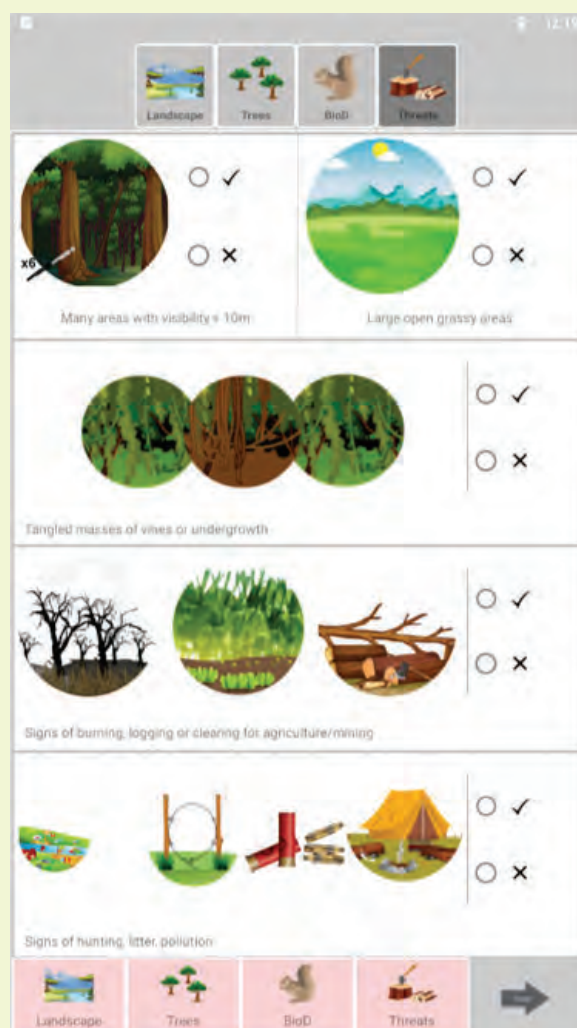 12:15
Landscape Trees BioD Threats
x6
Many areas with visibility < 10m
Large open grassy areas
Tangled masses of vines or undergrowth
Signs of burning, logging or clearing for agriculture/mining
Signs of hunting, litter, pollution
Landscape Trees BioD Threats